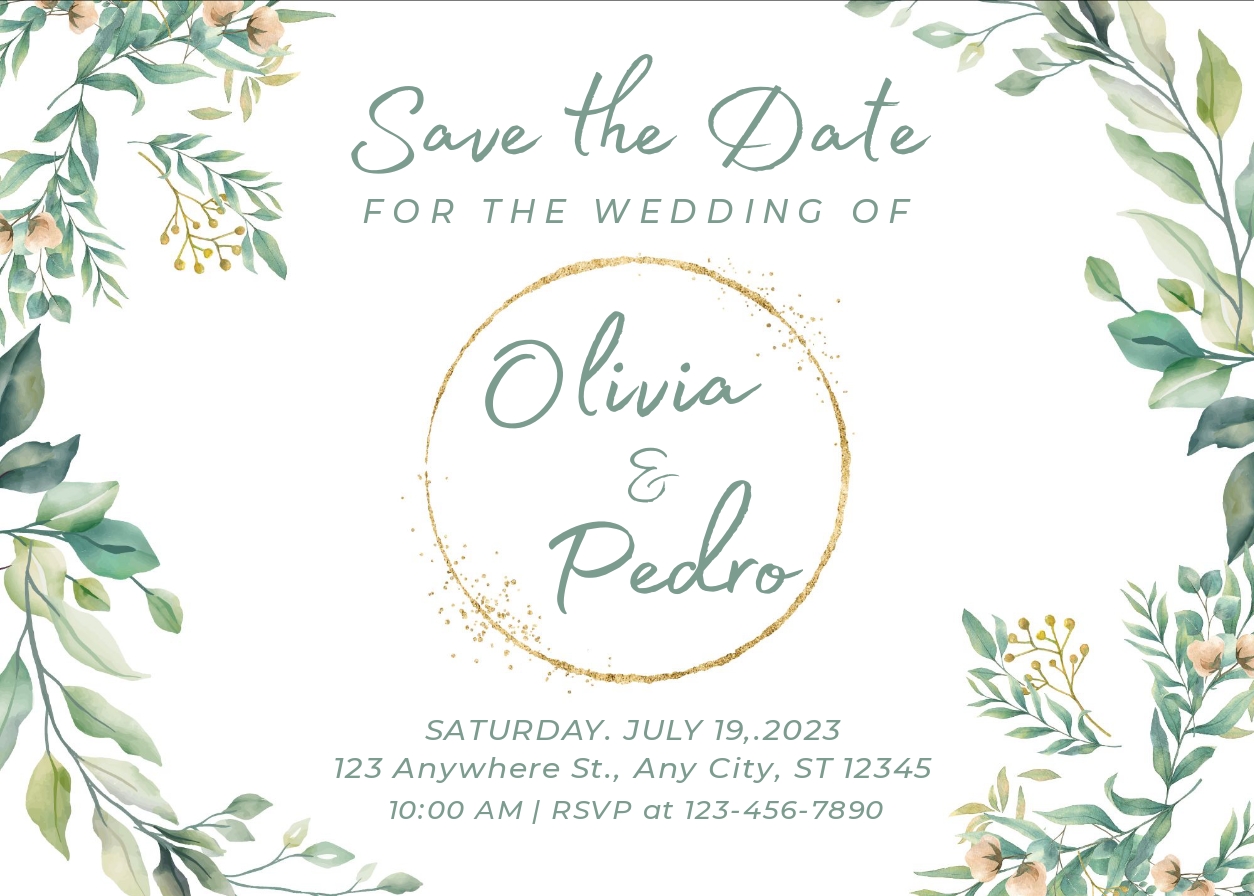 Save the Date
FOR THE WEDDING OF
Olivia
&
Pedro
SATURDAY. JULY 19,.2023
123 Anywhere St., Any City, ST 12345
10:00 AM | RSVP at 123-456-7890